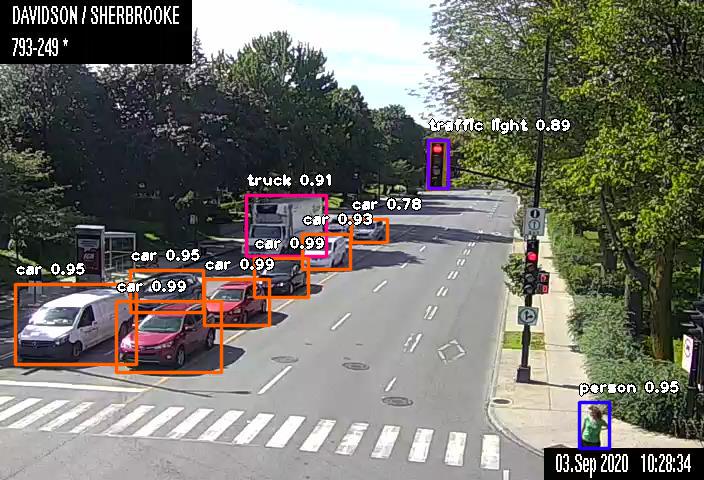 DAVIDSON / SHERBROOKE
793-249 *
traffic light 0.89
truck 0.91
car 0.78
car 0.93
car 0.99
car 0.95
car 0.99
car 0.95
car 0.99
person 0.95
03.Sep 2020 10:28:34